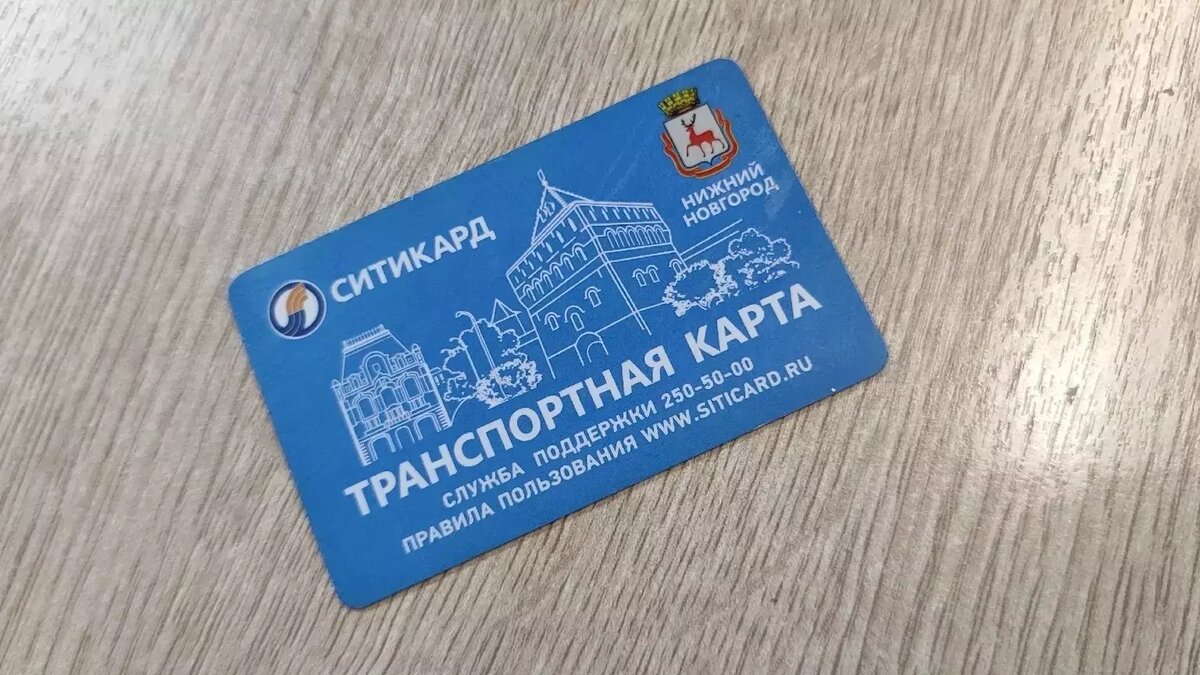 НИЖНИЙ
НОВГОРОД
СИТИКАРД
ТРАНСПОРТНАЯ КАРТА
СЛУЖБА ПОДДЕРЖКИ 250-50-00
ПРАВИЛА ПОЛЬЗОВАНИЯ WWW.SITICARD.RU